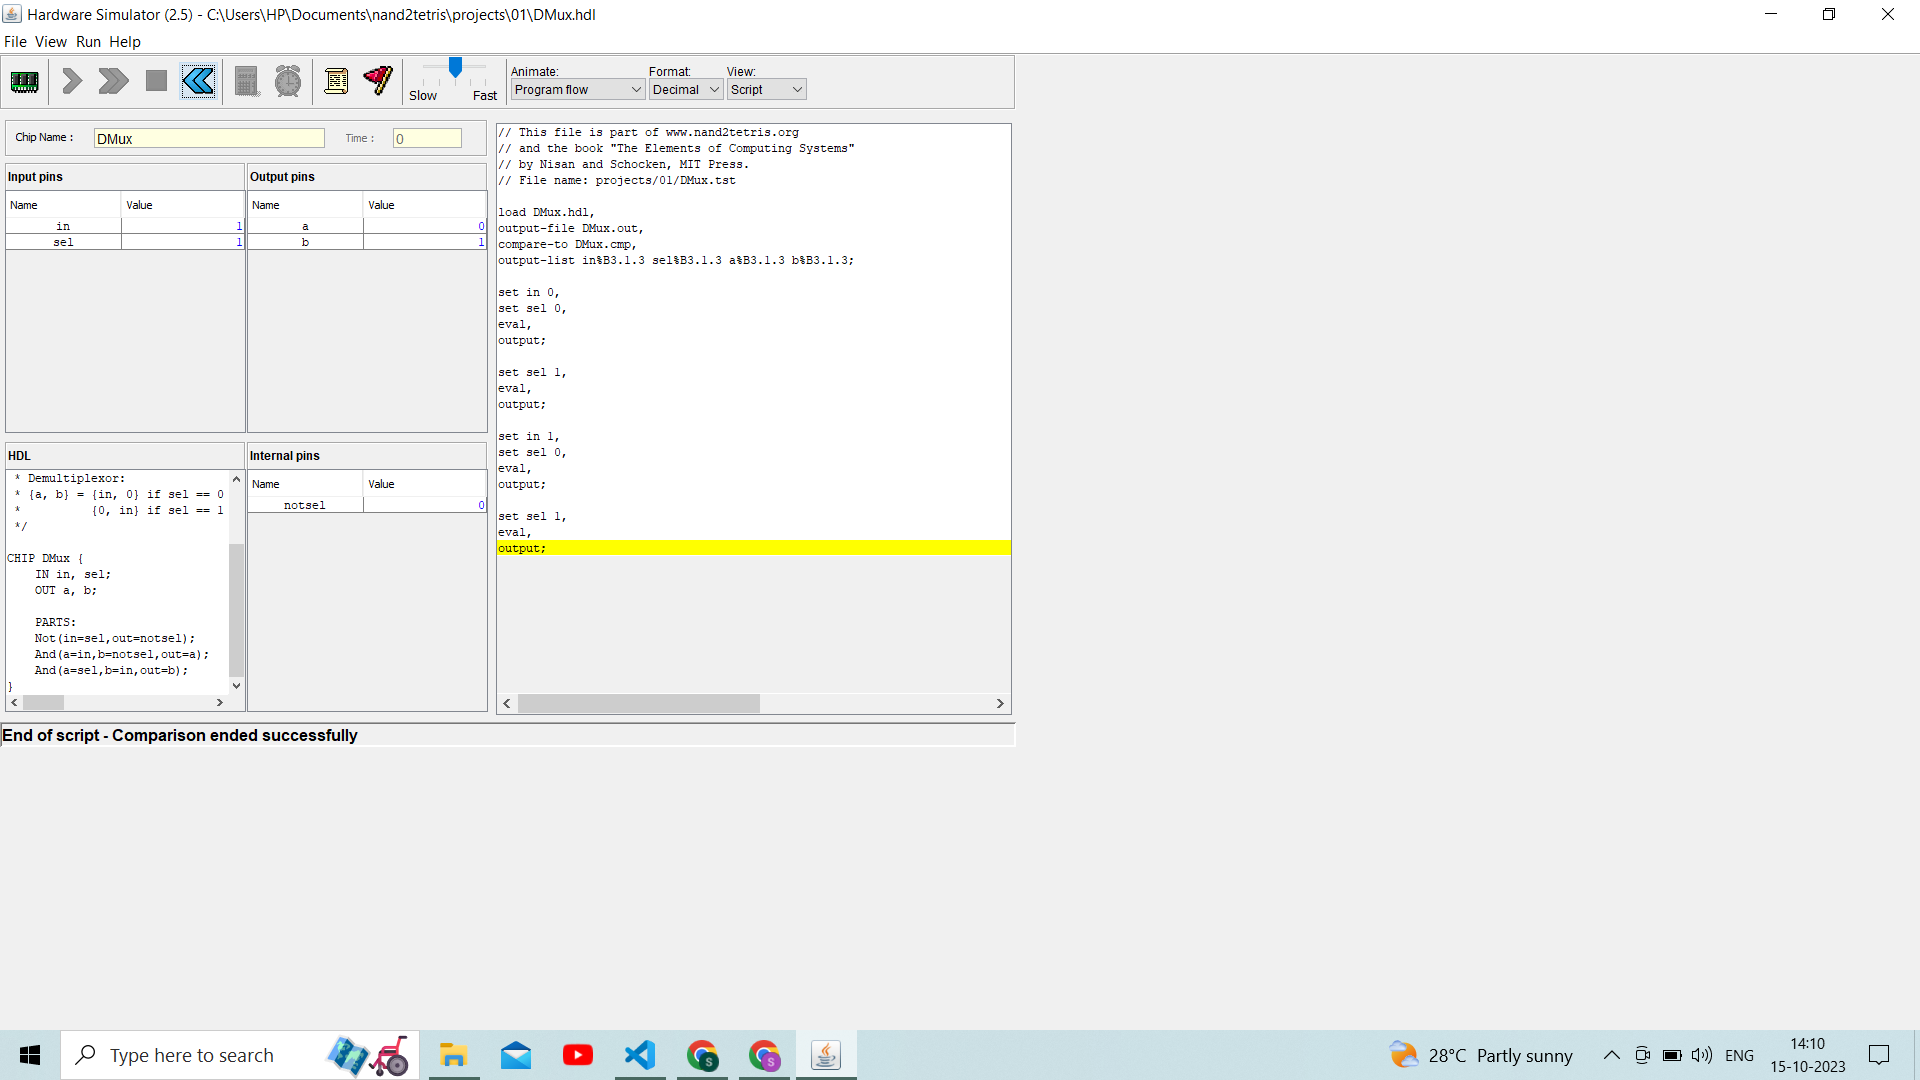 Hardware Simulator (2.5) - C:\Users\HP\Documents\nand2tetris\projects\01\DMux.hdl
File View Run Help
Animate: Format: View:
Slow Fast Program flow Decimal Script
Chip Name : DMux Time : 0
Input pins
Name Value
in 1
sel 1
Output pins
Name Value
a 0
b 1
HDL
* Demultiplexor:
* {a, b} = {in, 0} if sel == 0
* {0, in} if sel == 1
*/
CHIP DMux {
IN in, sel;
OUT a, b;
PARTS:
Not(in=sel,out=notsel);
And(a=in,b=notsel,out=a);
And(a=sel,b=in,out=b);
}
Internal pins
Name Value
notsel 0
// This file is part of www.nand2tetris.org
// and the book "The Elements of Computing Systems"
// by Nisan and Schocken, MIT Press.
// File name: projects/01/DMux.tst
load DMux.hdl,
output-file DMux.out,
compare-to DMux.cmp,
output-list in%B3.1.3 sel%B3.1.3 a%B3.1.3 b%B3.1.3;
set in 0,
set sel 0,
eval,
output;
set sel 1,
eval,
output;
set in 1,
set sel 0,
eval,
output;
set sel 1,
eval,
output;
End of script - Comparison ended successfully
Type here to search
S
S
28°C Partly sunny
ENG
14:10
15-10-2023